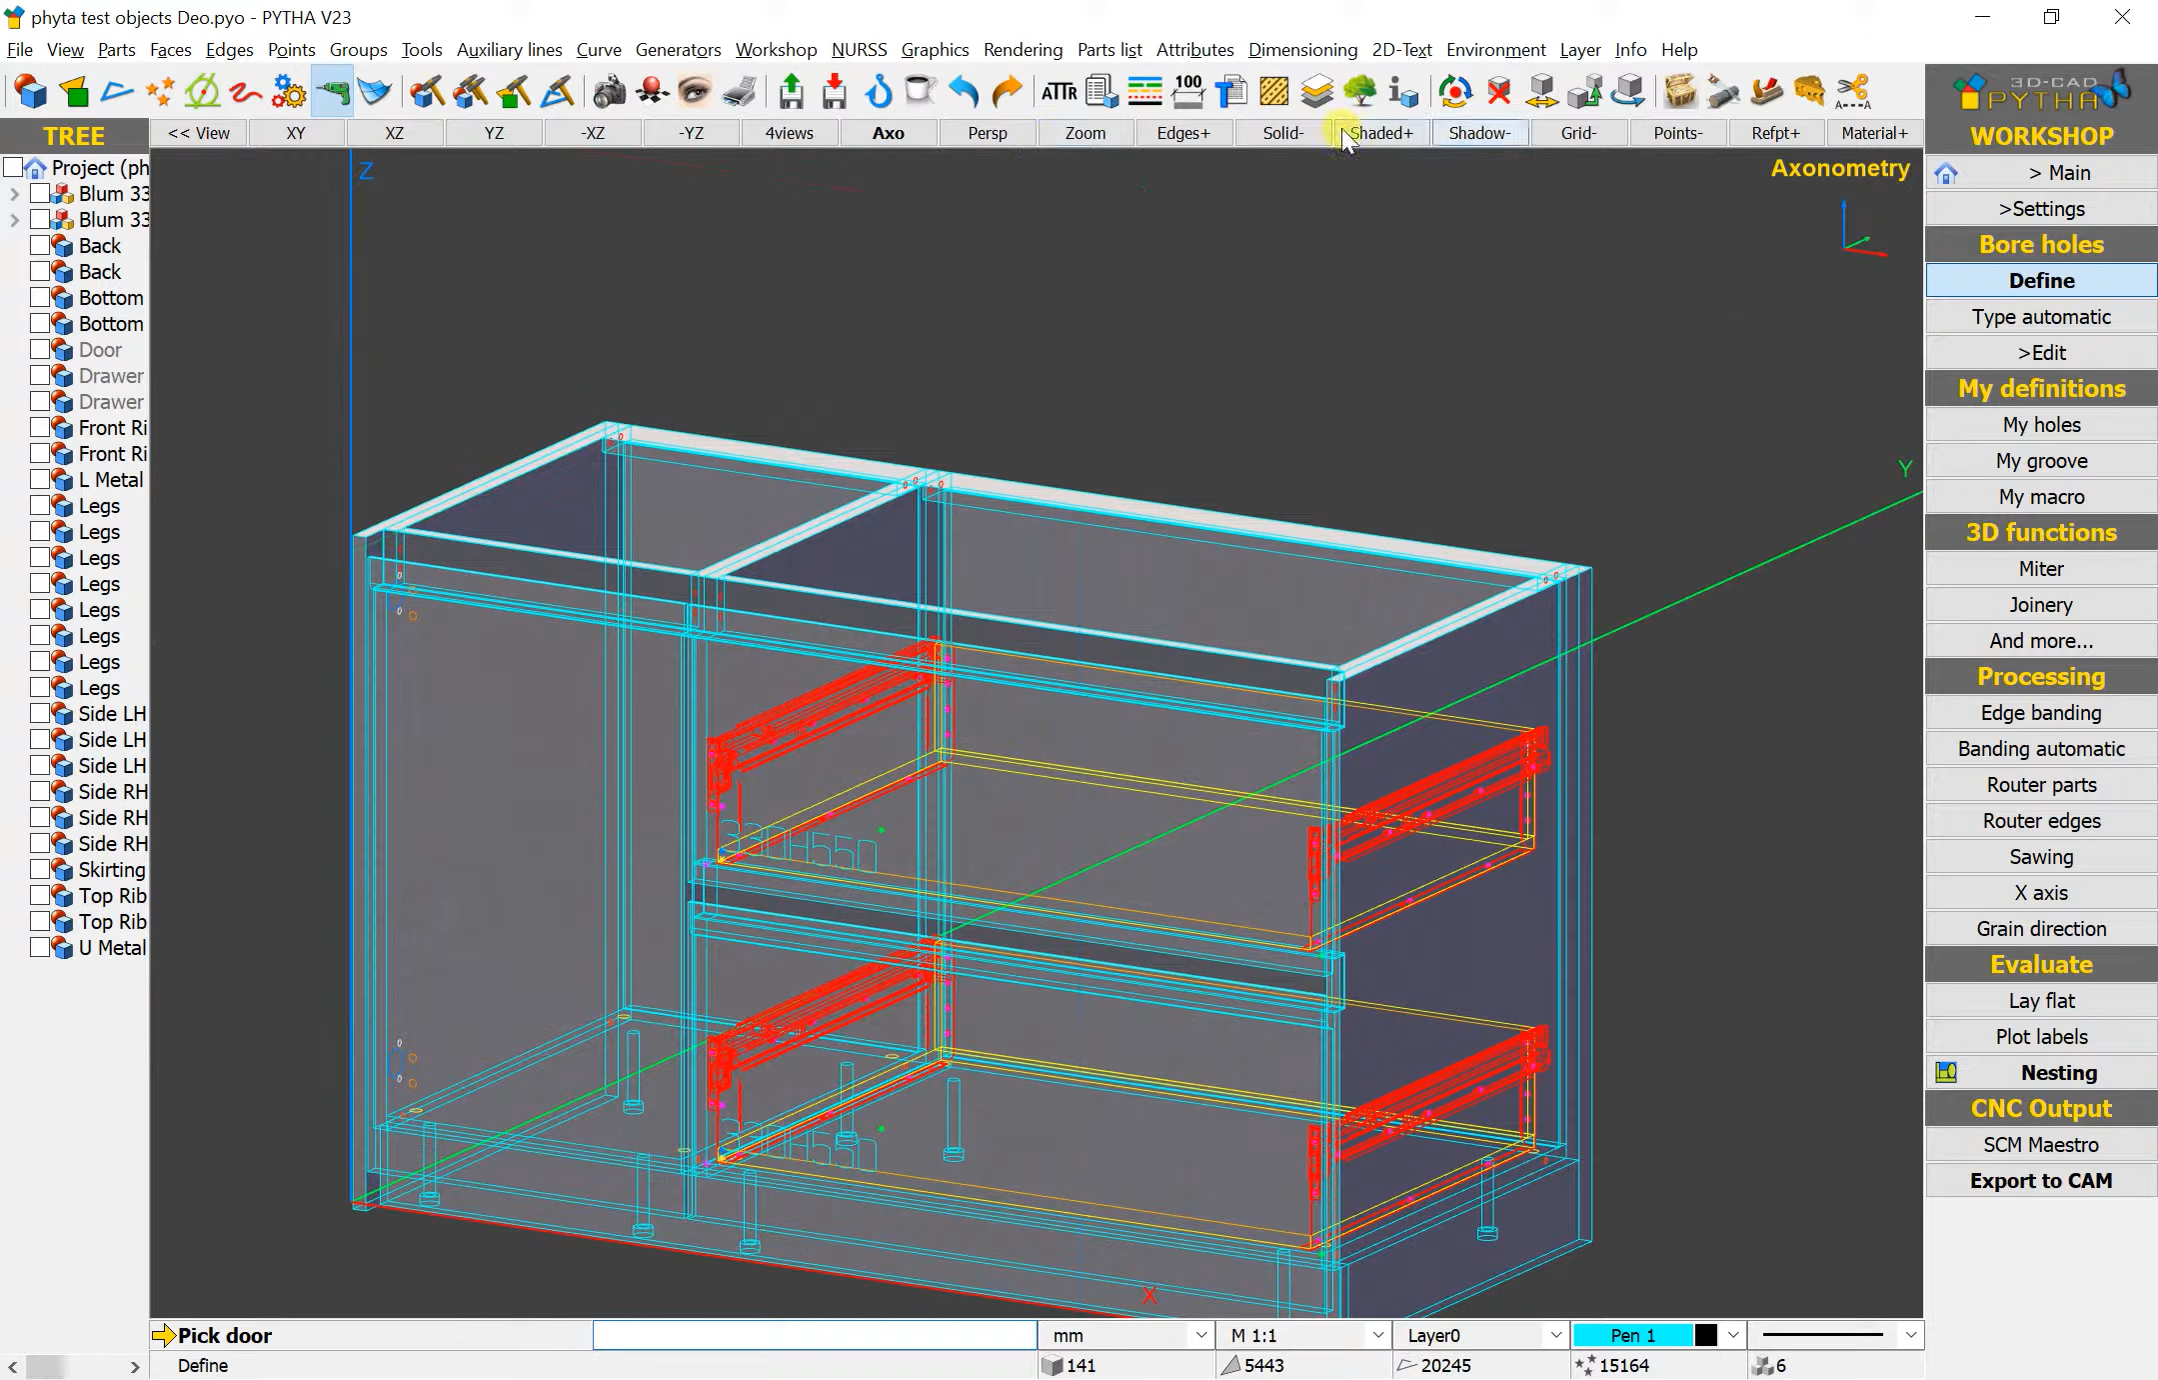 phyta test objects Deo.pyo - PYTHA V23
File View Parts Faces Edges Points Groups Tools Auxiliary lines Curve Generators Workshop NURSS Graphics Rendering Parts list Attributes Dimensioning 2D-Text Environment Layer Info Help
ATTR 100
3D-CAD
PYTHA
TREE
<< View XY XZ YZ -XZ -YZ 4views Axo Persp Zoom Edges+ Solid- Shaded+ Shadow- Grid- Points- Refpt+ Material+
WORKSHOP
Project (ph
Blum 33
Blum 33
Back
Back
Bottom
Bottom
Door
Drawer
Drawer
Front Ri
Front Ri
L Metal
Legs
Legs
Legs
Legs
Legs
Legs
Legs
Legs
Side LH
Side LH
Side LH
Side RH
Side RH
Side RH
Skirting
Top Rib
Top Rib
U Metal
Z
Axonometry
Y
X
> Main
>Settings
Bore holes
Define
Type automatic
>Edit
My definitions
My holes
My groove
My macro
3D functions
Miter
Joinery
And more...
Processing
Edge banding
Banding automatic
Router parts
Router edges
Sawing
X axis
Grain direction
Evaluate
Lay flat
Plot labels
Nesting
CNC Output
SCM Maestro
Export to CAM
Pick door mm M 1:1 Layer0 Pen 1
Define 141 5443 20245 15164 6